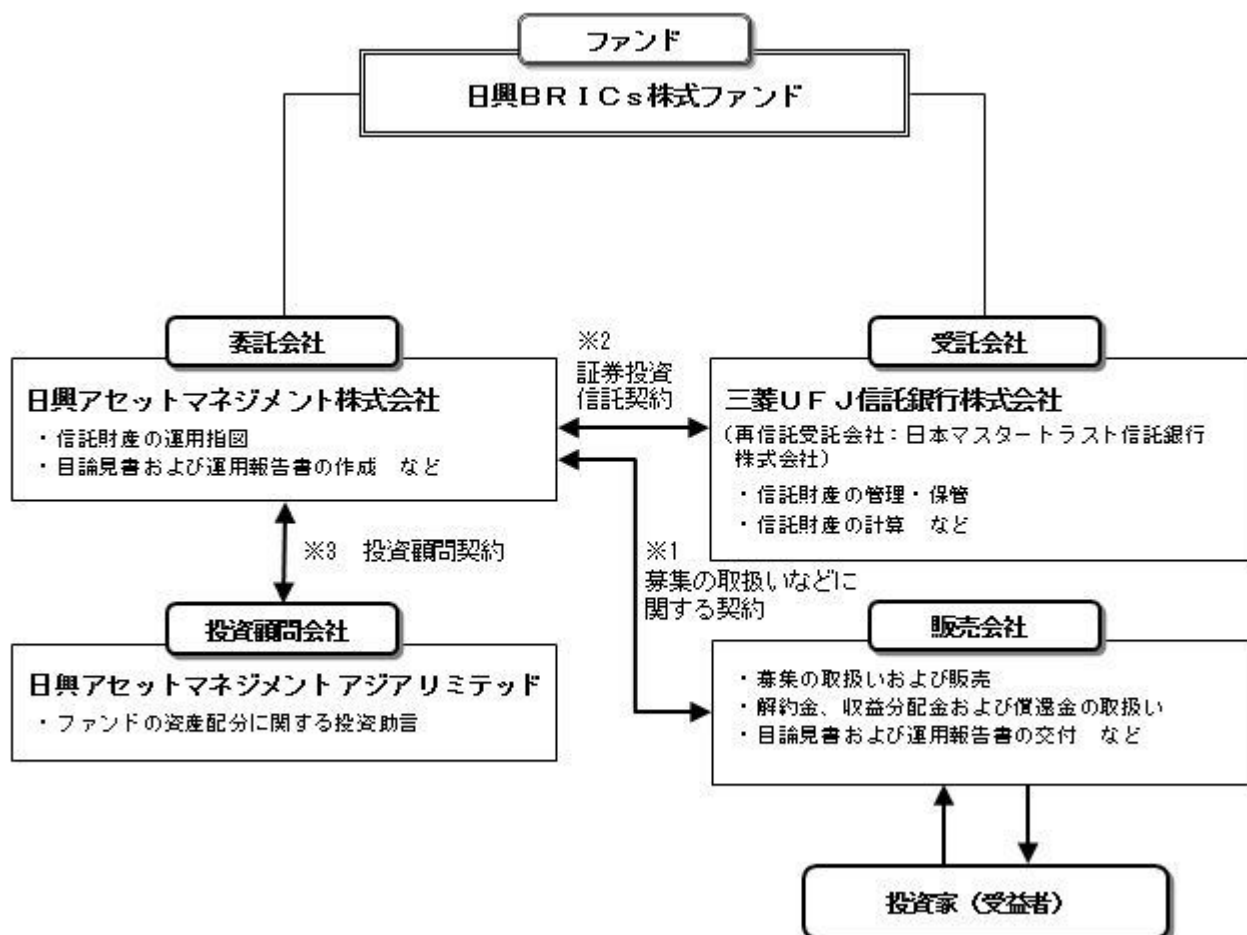 ファンド
日興BRICs株式ファンド
委託会社
日興アセットマネジメント株式会社
・信託財産の運用指図
・目論見書および運用報告書の作成 など
※2
証券投資
信託契約
受託会社
三菱UFJ信託銀行株式会社
(再信託受託会社:日本マスタートラスト信託銀行
株式会社)
・信託財産の管理・保管
・信託財産の計算 など
※3 投資顧問契約
※1
募集の取扱いなどに
関する契約
投資顧問会社
日興アセットマネジメント アジア リミテッド
・ファンドの資産配分に関する投資助言
販売会社
・募集の取扱いおよび販売
・解約金、収益分配金および償還金の取扱い
・目論見書および運用報告書の交付 など
投資家(受益者)